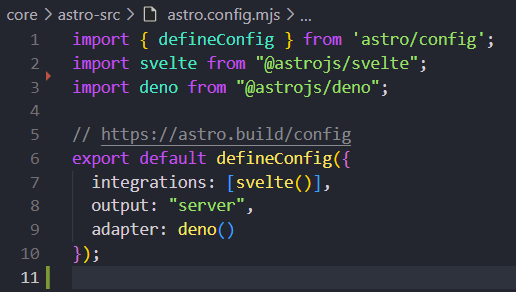 core > astro-src > astro.config.mjs > ...
1 import { defineConfig } from 'astro/config';
2 import svelte from "@astrojs/svelte";
3 import deno from "@astrojs/deno";
4
5 // https://astro.build/config
6 export default defineConfig({
7   integrations: [svelte()],
8   output: "server",
9   adapter: deno()
10 });
11